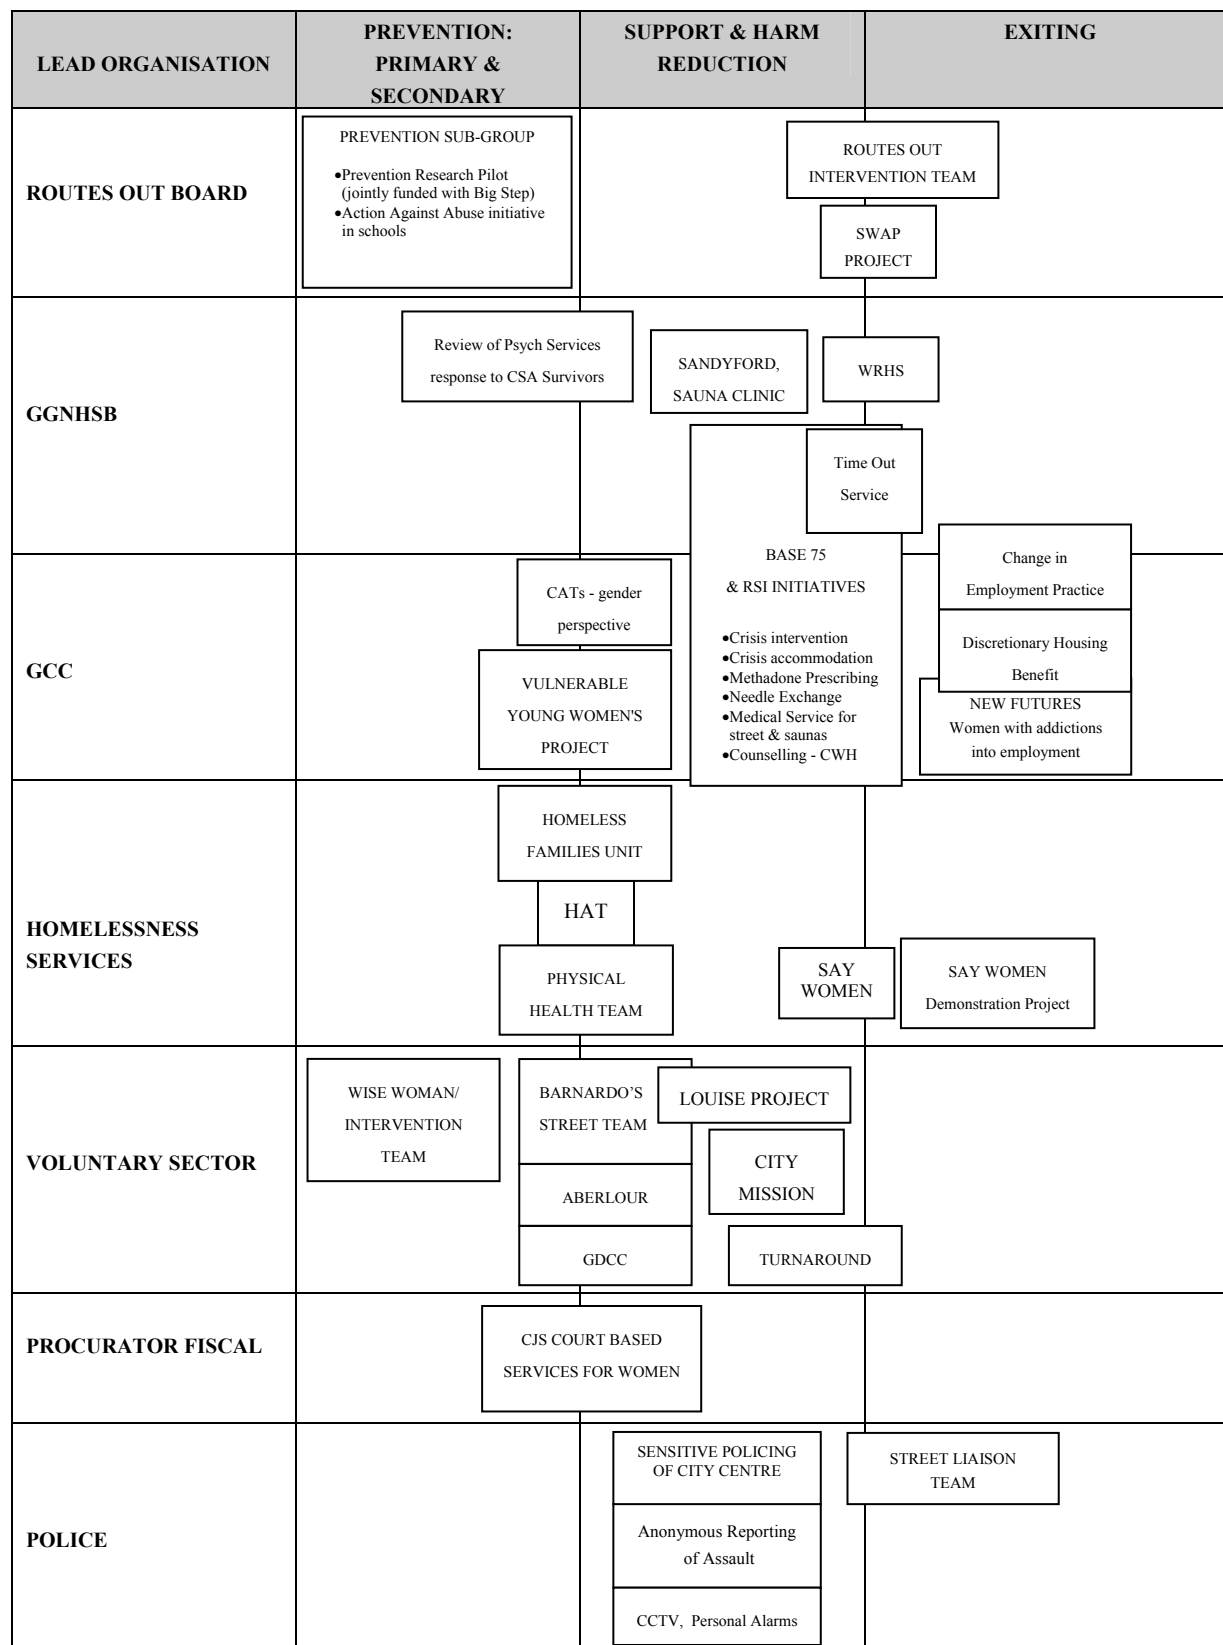 LEAD ORGANISATION
PREVENTION:
PRIMARY &
SECONDARY
SUPPORT & HARM
REDUCTION
EXITING
ROUTES OUT BOARD
PREVENTION SUB-GROUP
•Prevention Research Pilot
(jointly funded with Big Step)
•Action Against Abuse initiative
in schools
ROUTES OUT
INTERVENTION TEAM
SWAP
PROJECT
GGNHSB
Review of Psych Services
response to CSA Survivors
SANDYFORD,
SAUNA CLINIC
WRHS
Time Out
Service
BASE 75
& RSI INITIATIVES
•Crisis intervention
•Crisis accommodation
•Methadone Prescribing
•Needle Exchange
•Medical Service for
street & saunas
•Counselling - CWH
GCC
CATs - gender
perspective
VULNERABLE
YOUNG WOMEN'S
PROJECT
Change in
Employment Practice
Discretionary Housing
Benefit
NEW FUTURES
Women with addictions
into employment
HOMELESSNESS
SERVICES
HOMELESS
FAMILIES UNIT
HAT
PHYSICAL
HEALTH TEAM
SAY
WOMEN
SAY WOMEN
Demonstration Project
VOLUNTARY SECTOR
WISE WOMAN/
INTERVENTION
TEAM
BARNARDO’S
STREET TEAM
LOUISE PROJECT
CITY
MISSION
ABERLOUR
GDCC
TURNAROUND
PROCURATOR FISCAL
CJS COURT BASED
SERVICES FOR WOMEN
POLICE
SENSITIVE POLICING
OF CITY CENTRE
STREET LIAISON
TEAM
Anonymous Reporting
of Assault
CCTV, Personal Alarms